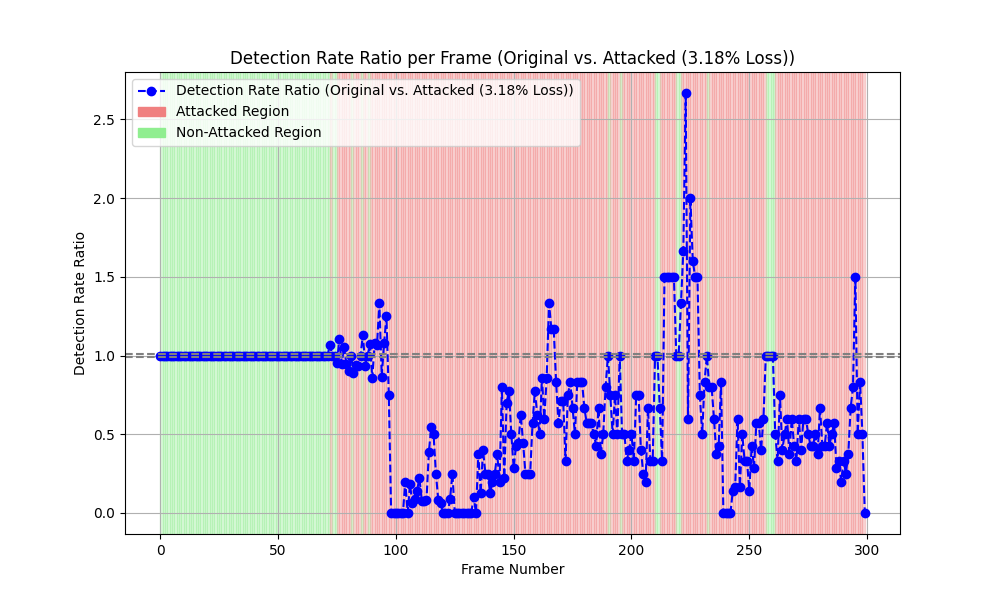 Detection Rate Ratio per Frame (Original vs. Attacked (3.18% Loss))
Detection Rate Ratio (Original vs. Attacked (3.18% Loss))
Attacked Region
Non-Attacked Region
Detection Rate Ratio
2.5
2.0
1.5
1.0
0.5
0.0
0 50 100 150 200 250 300
Frame Number